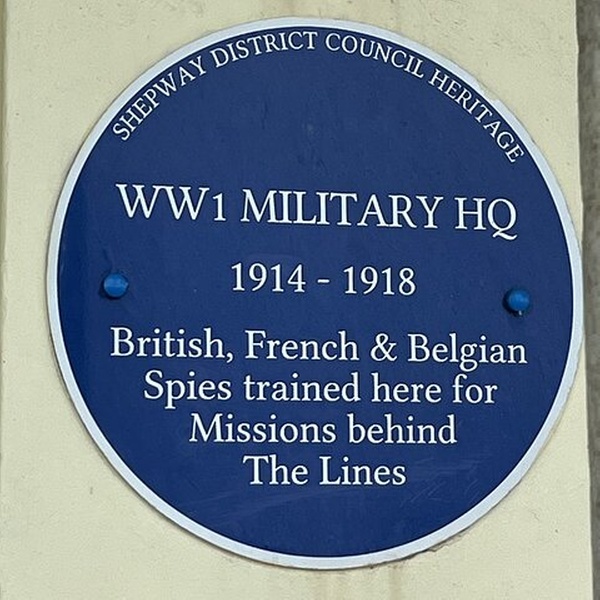 SHEPWAY DISTRICT COUNCIL HERITAGE
WW1 MILITARY HQ
1914 - 1918
British, French & Belgian
Spies trained here for
Missions behind
The Lines